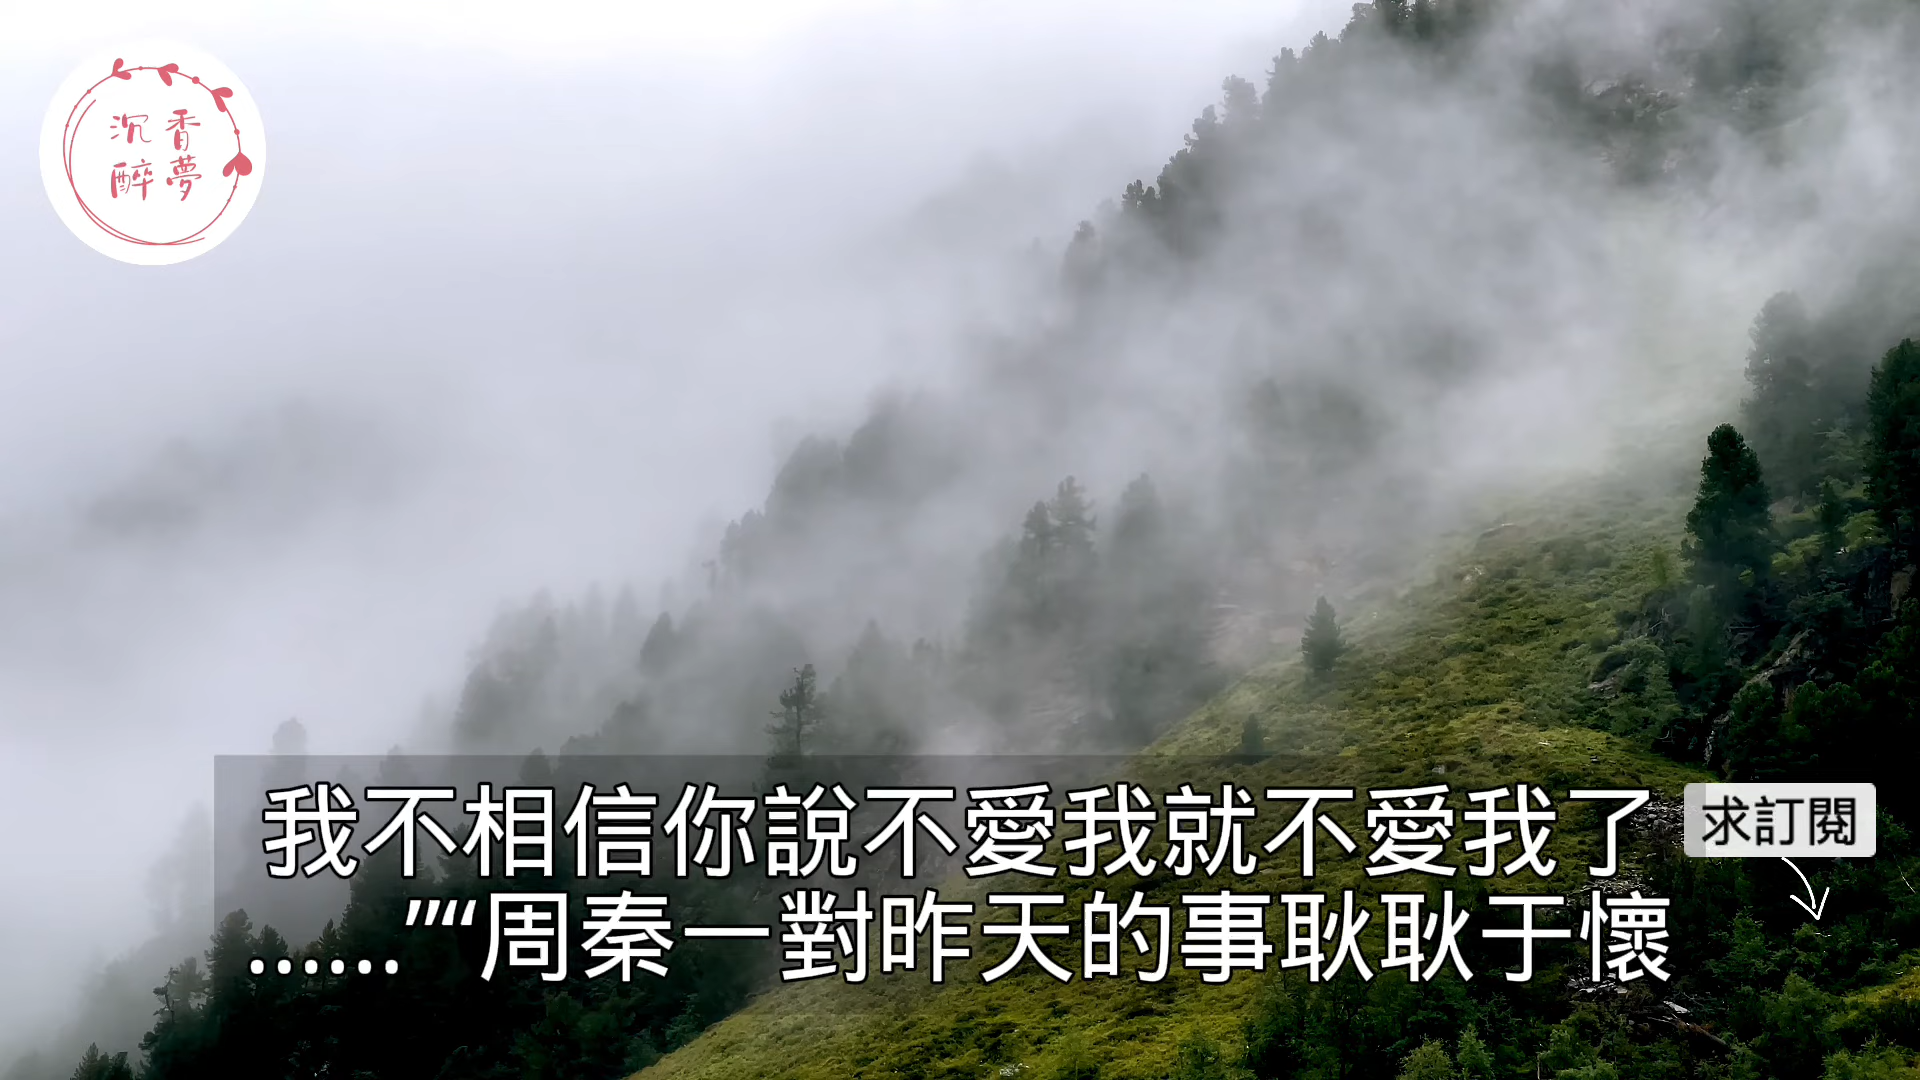 沉香
醉夢
我不相信你說不愛我就不愛我了
......”“周秦一對昨天的事耿耿于懷
求訂閱